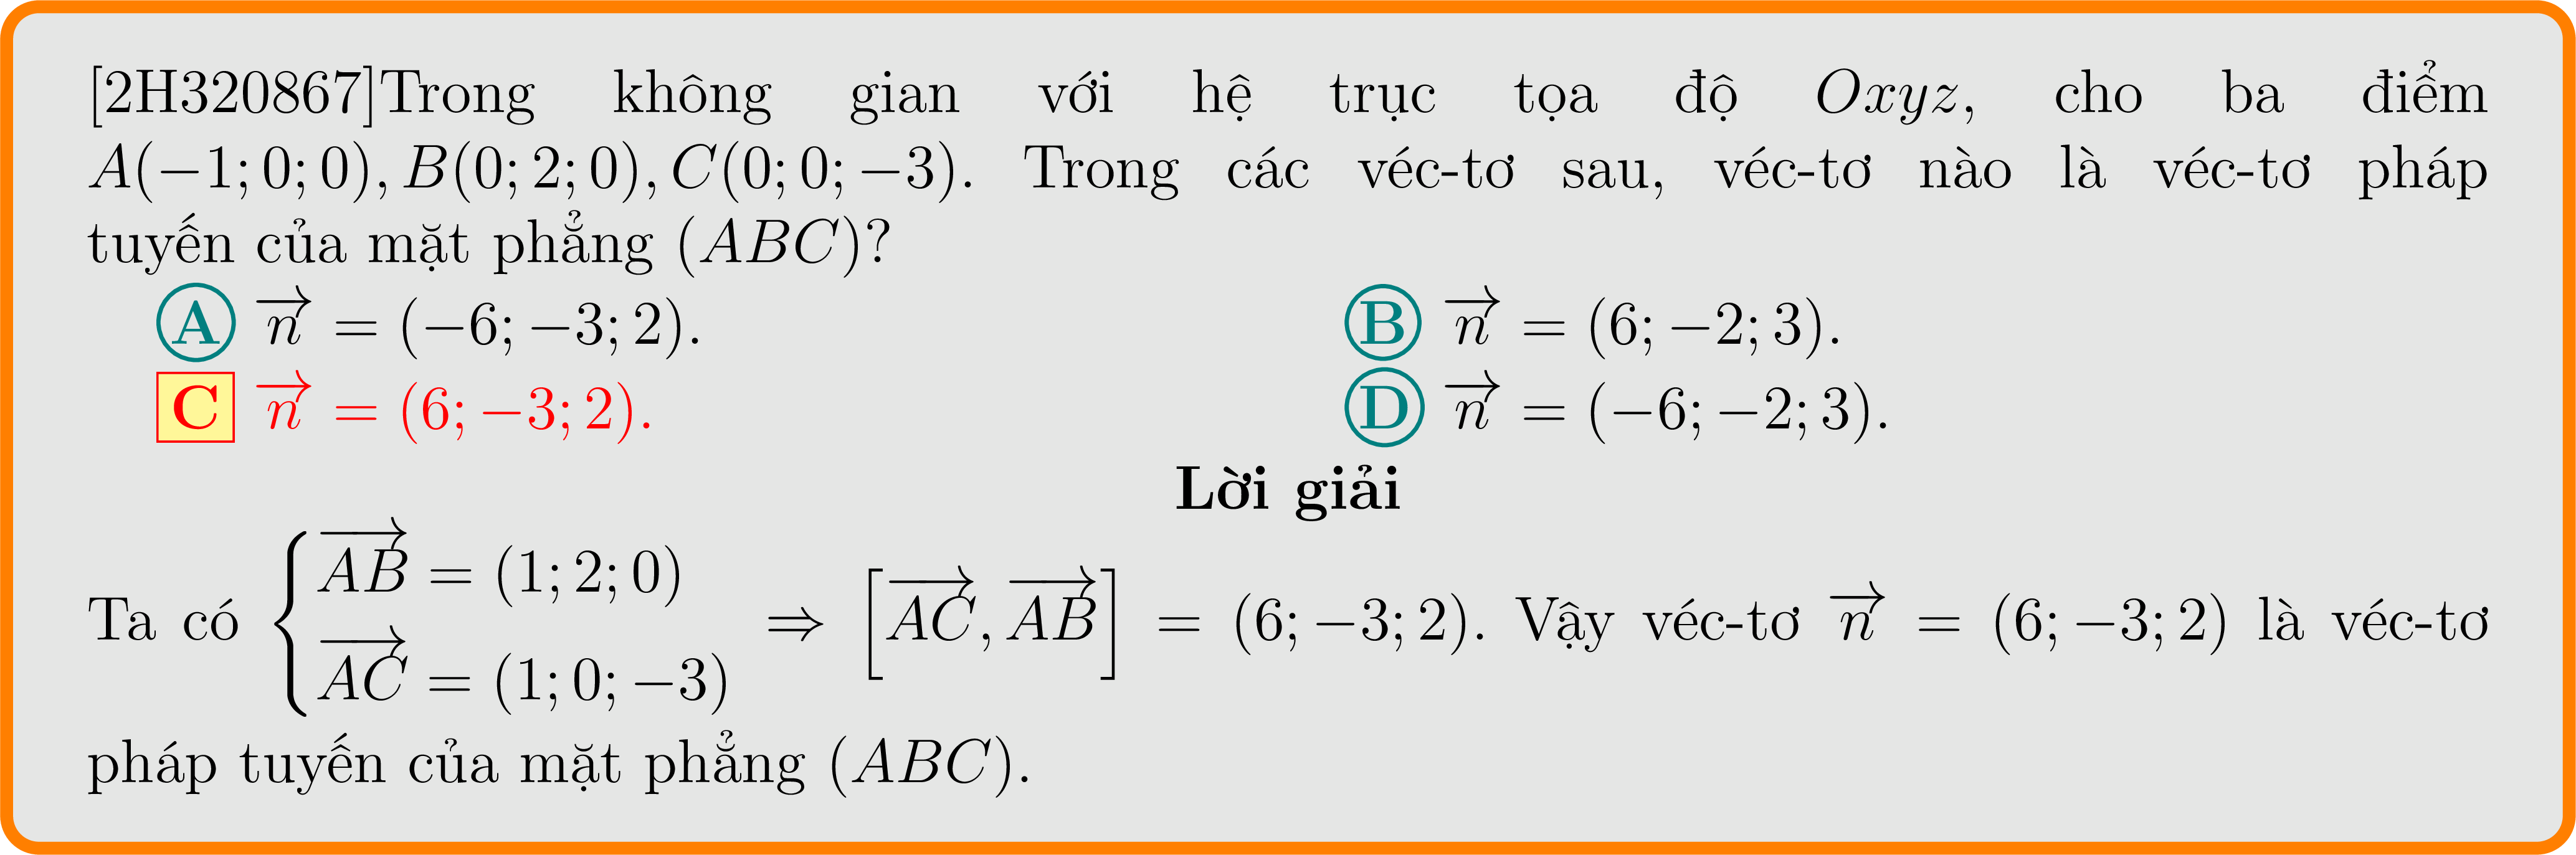 [2H320867]Trong không gian với hệ trục tọa độ Oxyz, cho ba điểm
A(−1; 0; 0), B(0; 2; 0), C(0; 0; −3). Trong các véc-tơ sau, véc-tơ nào là véc-tơ pháp
tuyến của mặt phẳng (ABC)?
A $\overrightarrow{n}$ = (−6; −3; 2). B $\overrightarrow{n}$ = (6; −2; 3).
C $\overrightarrow{n}$ = (6; −3; 2). D $\overrightarrow{n}$ = (−6; −2; 3).
Lời giải
Ta có $\begin{cases}\overrightarrow{AB} = (1; 2; 0)\\ \overrightarrow{AC} = (1; 0; -3)\end{cases} \Rightarrow \left[\overrightarrow{AC}, \overrightarrow{AB}\right] = (6; -3; 2)$. Vậy véc-tơ $\overrightarrow{n}$ = (6; −3; 2) là véc-tơ
pháp tuyến của mặt phẳng (ABC).